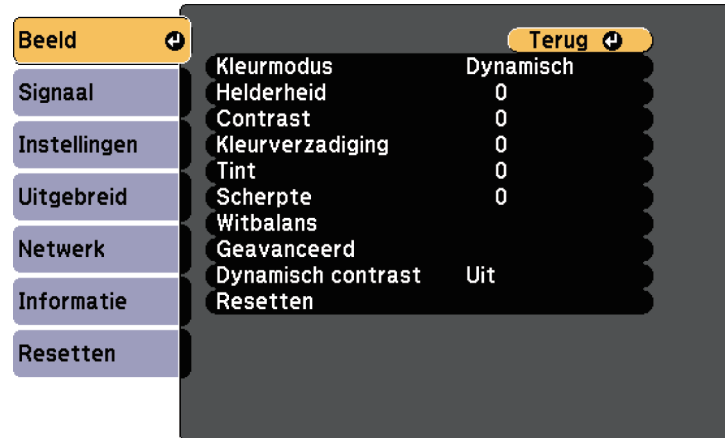 Beeld
Signaal
Instellingen
Uitgebreid
Netwerk
Informatie
Resetten
Terug
Kleurmodus Dynamisch
Helderheid 0
Contrast 0
Kleurverzadiging 0
Tint 0
Scherpte 0
Witbalans
Geavanceerd
Dynamisch contrast Uit
Resetten